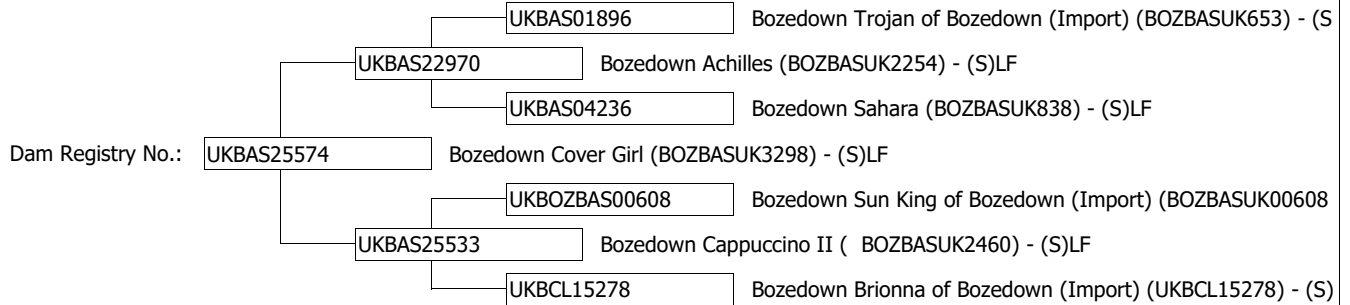 UKBAS01896 Bozedown Trojan of Bozedown (Import) (BOZBASUK653) - (S
UKBAS22970 Bozedown Achilles (BOZBASUK2254) - (S)LF
UKBAS04236 Bozedown Sahara (BOZBASUK838) - (S)LF
Dam Registry No.: UKBAS25574 Bozedown Cover Girl (BOZBASUK3298) - (S)LF
UKBOZBAS00608 Bozedown Sun King of Bozedown (Import) (BOZBASUK00608
UKBAS25533 Bozedown Cappuccino II ( BOZBASUK2460) - (S)LF
UKBCL15278 Bozedown Brionna of Bozedown (Import) (UKBCL15278) - (S)